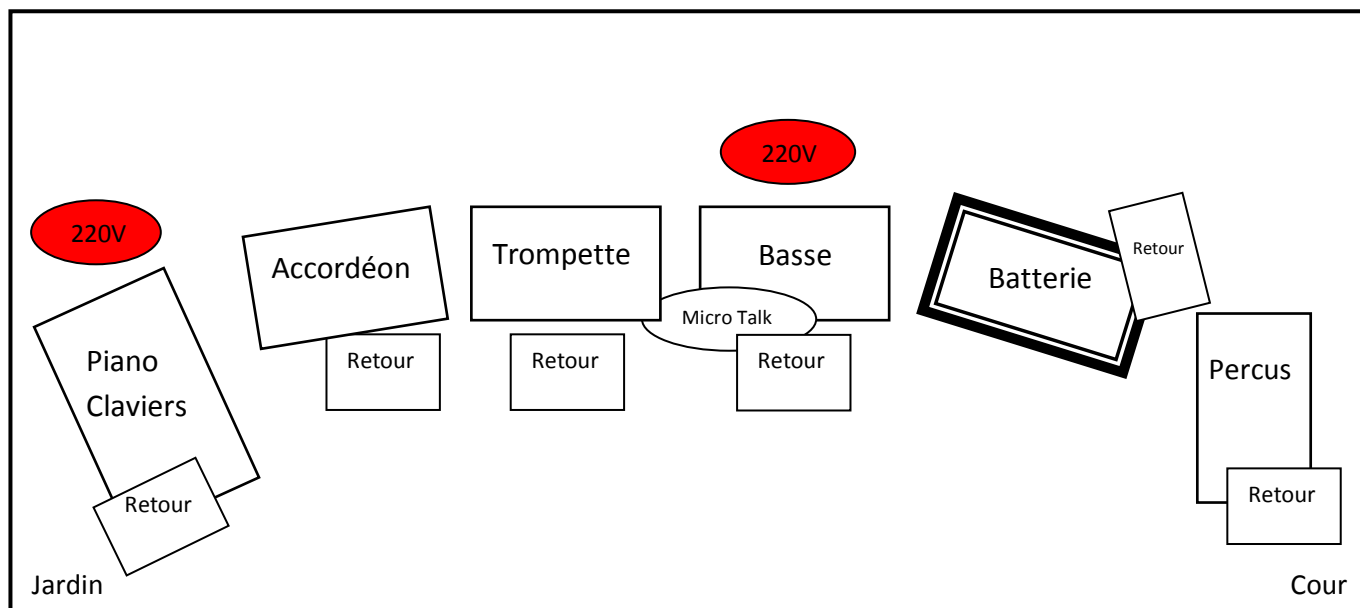 220V
220V
Accordéon
Trompette
Basse
Batterie
Retour
Piano
Claviers
Micro Talk
Retour
Retour
Retour
Percus
Retour
Retour
Jardin
Cour